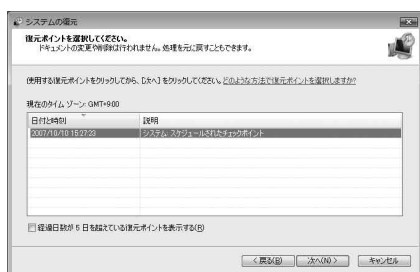 システムの復元
復元ポイントを選択してください。
ドキュメントの変更や削除は行われません。処理を元に戻すこともできます。
使用する復元ポイントをクリックしてから、[次へ] をクリックしてください。どのような方法で復元ポイントを選択しますか?
現在のタイム ゾーン: GMT+9:00
日付と時刻 説明
2007/10/10 15:27:23 システム: スケジュールされたチェックポイント
経過日数が 5 日を超えている復元ポイントを表示する(R)
< 戻る(B) 次へ(N) > キャンセル